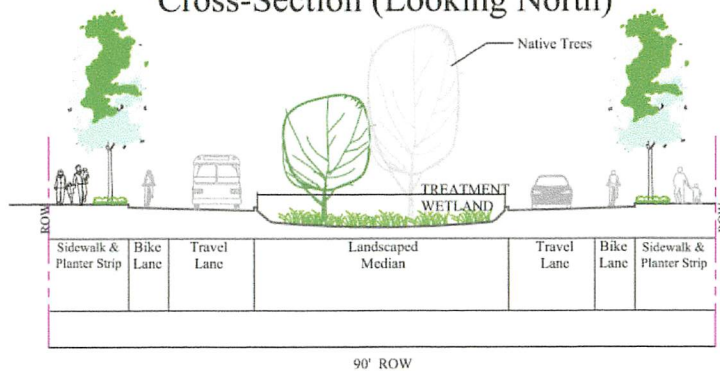 Cross-Section (Looking North)
Native Trees
TREATMENT
WETLAND
ROW
ROW
Sidewalk &
Planter Strip
Bike
Lane
Travel
Lane
Landscaped
Median
Travel
Lane
Bike
Lane
Sidewalk &
Planter Strip
90' ROW